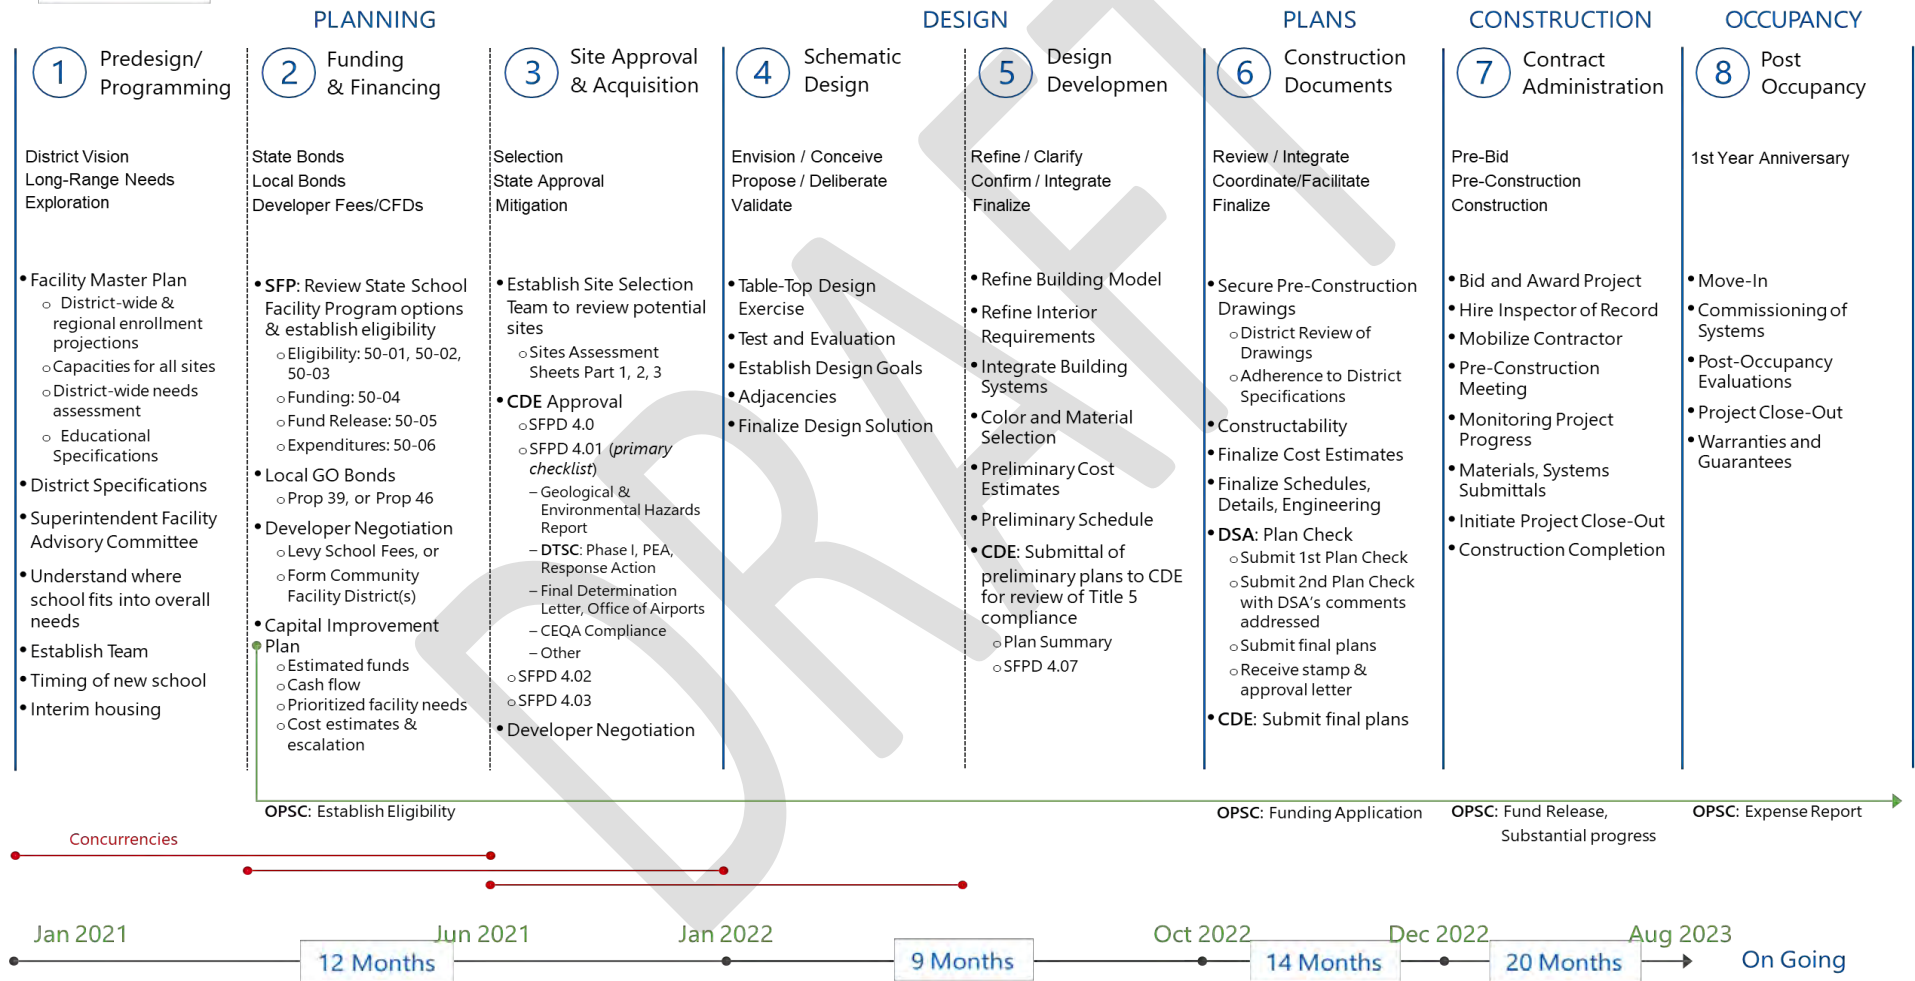 PLANNING
DESIGN
PLANS
CONSTRUCTION
OCCUPANCY
1
Predesign/
Programming
2
Funding
& Financing
3
Site Approval
& Acquisition
4
Schematic
Design
5
Design
Developmen
6
Construction
Documents
7
Contract
Administration
8
Post
Occupancy
District Vision
Long-Range Needs
Exploration
State Bonds
Local Bonds
Developer Fees/CFDs
Selection
State Approval
Mitigation
Envision / Conceive
Propose / Deliberate
Validate
Refine / Clarify
Confirm / Integrate
Finalize
Review / Integrate
Coordinate/Facilitate
Finalize
Pre-Bid
Pre-Construction
Construction
1st Year Anniversary
• Facility Master Plan
o District-wide &
regional enrollment
projections
o Capacities for all sites
o District-wide needs
assessment
o Educational
Specifications
• District Specifications
• Superintendent Facility
Advisory Committee
• Understand where
school fits into overall
needs
• Establish Team
• Timing of new school
• Interim housing
• SFP: Review State School
Facility Program options
& establish eligibility
o Eligibility: 50-01, 50-02,
50-03
o Funding: 50-04
o Fund Release: 50-05
o Expenditures: 50-06
• Local GO Bonds
o Prop 39, or Prop 46
• Developer Negotiation
o Levy School Fees, or
o Form Community
Facility District(s)
• Capital Improvement
Plan
o Estimated funds
o Cash flow
o Prioritized facility needs
o Cost estimates &
escalation
• Establish Site Selection
Team to review potential
sites
o Sites Assessment
Sheets Part 1, 2, 3
• CDE Approval
o SFPD 4.0
o SFPD 4.01 (primary
checklist)
– Geological &
Environmental Hazards
Report
– DTSC: Phase I, PEA,
Response Action
– Final Determination
Letter, Office of Airports
– CEQA Compliance
– Other
o SFPD 4.02
o SFPD 4.03
• Developer Negotiation
• Table-Top Design
Exercise
• Test and Evaluation
• Establish Design Goals
• Adjacencies
• Finalize Design Solution
• Refine Building Model
• Refine Interior
Requirements
• Integrate Building
Systems
• Color and Material
Selection
• Preliminary Cost
Estimates
• Preliminary Schedule
• CDE: Submittal of
preliminary plans to CDE
for review of Title 5
compliance
o Plan Summary
o SFPD 4.07
• Secure Pre-Construction
Drawings
o District Review of
Drawings
o Adherence to District
Specifications
• Constructability
• Finalize Cost Estimates
• Finalize Schedules,
Details, Engineering
• DSA: Plan Check
o Submit 1st Plan Check
o Submit 2nd Plan Check
with DSA's comments
addressed
o Submit final plans
o Receive stamp &
approval letter
• CDE: Submit final plans
• Bid and Award Project
• Hire Inspector of Record
• Mobilize Contractor
• Pre-Construction
Meeting
• Monitoring Project
Progress
• Materials, Systems
Submittals
• Initiate Project Close-Out
• Construction Completion
• Move-In
• Commissioning of
Systems
• Post-Occupancy
Evaluations
• Project Close-Out
• Warranties and
Guarantees
DRAFT
OPSC: Establish Eligibility
OPSC: Funding Application
OPSC: Fund Release,
Substantial progress
OPSC: Expense Report
Concurrencies
Jan 2021
Jun 2021
Jan 2022
Oct 2022
Dec 2022
Aug 2023
12 Months
9 Months
14 Months
20 Months
On Going